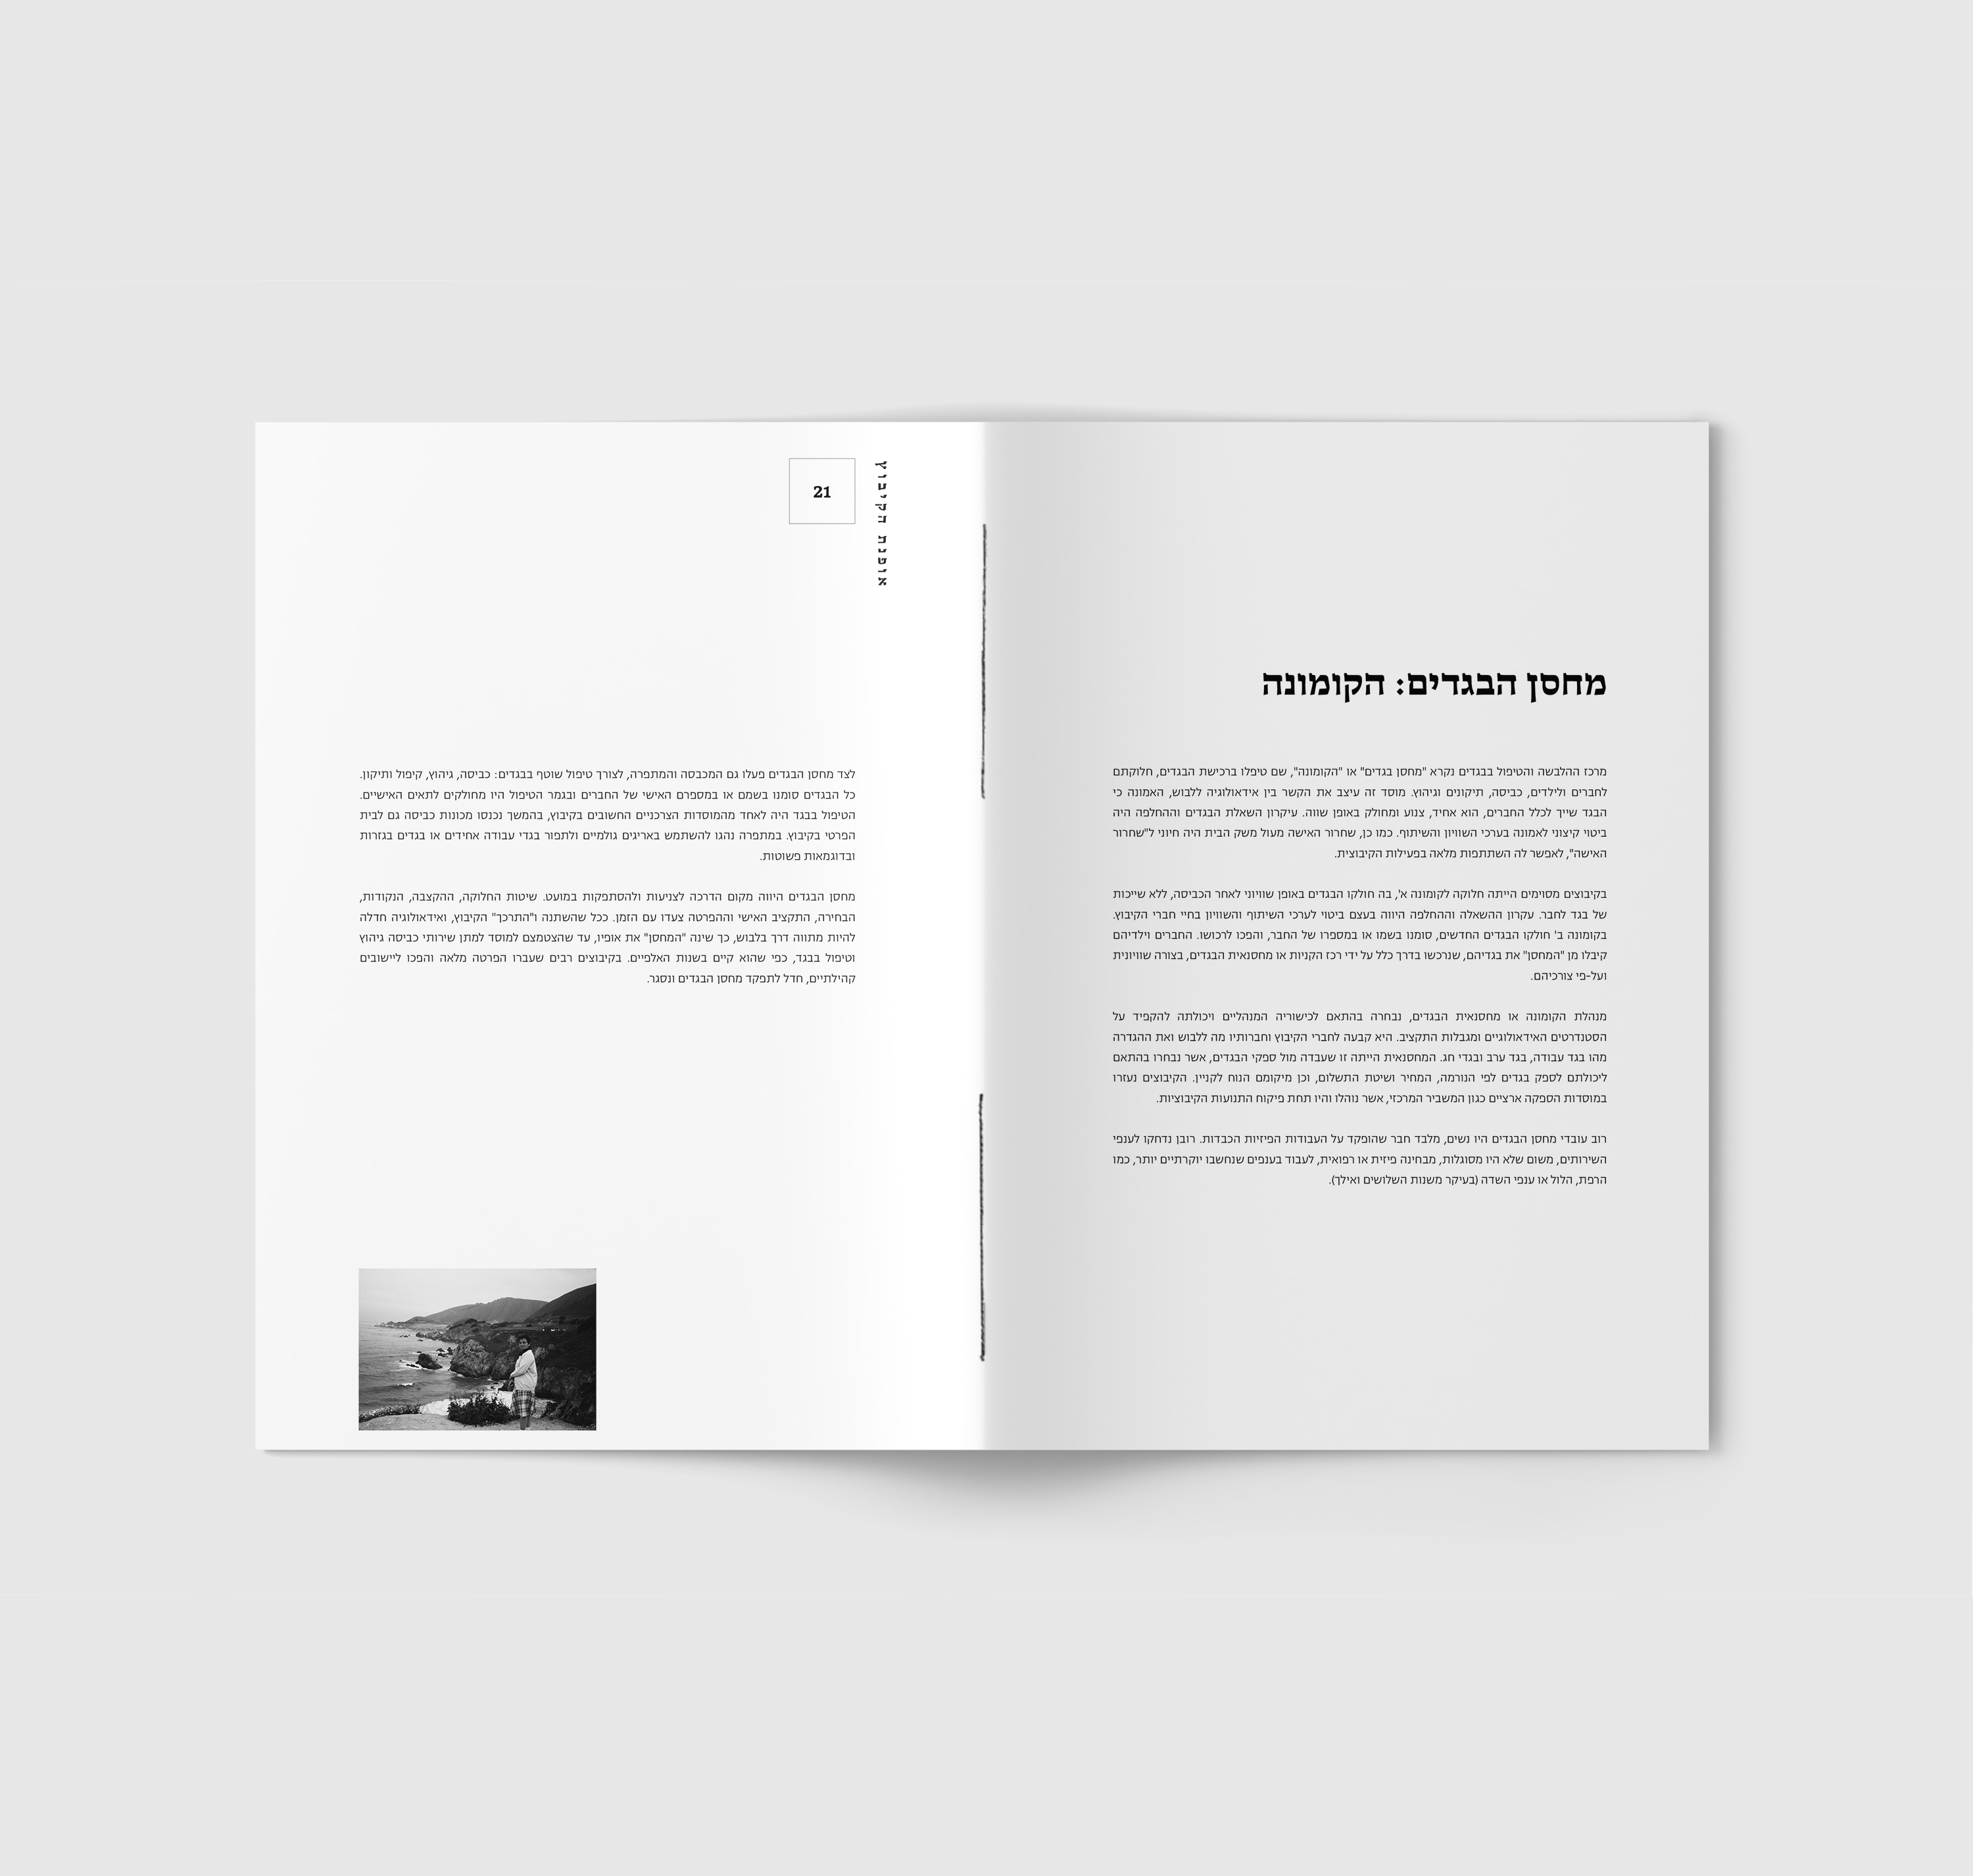 מחסן הבגדים: הקומונה
מרכז ההלבשה והטיפול בבגדים נקרא "מחסן בגדים" או "הקומונה", שם טיפלו ברכישת הבגדים, חלוקתם
לחברים ולילדים, כביסה, תיקונים וגיהוץ. מוסד זה עיצב את הקשר בין אידאולוגיה ללבוש, האמונה כי
הבגד שייך לכלל החברים, הוא אחיד, צנוע ומחולק באופן שווה. עיקרון השאלת הבגדים וההחלפה היה
ביטוי קיצוני לאמונה בערכי השוויון והשיתוף. כמו כן, שחרור האישה מעול משק הבית היה חיוני ל"שחרור
האישה", לאפשר לה השתתפות מלאה בפעילות הקיבוצית.
בקיבוצים מסוימים הייתה חלוקה לקומונה א', בה חולקו הבגדים באופן שוויוני לאחר הכביסה, ללא שייכות
של בגד לחבר. עקרון ההשאלה וההחלפה היווה בעצם ביטוי לערכי השיתוף והשוויון בחיי חברי הקיבוץ.
בקומונה ב' חולקו הבגדים החדשים, סומנו בשמו או במספרו של החבר, והפכו לרכושו. החברים וילדיהם
קיבלו מן "המחסן" את בגדיהם, שנרכשו בדרך כלל על ידי רכז הקניות או מחסנאית הבגדים, בצורה שוויונית
ועל-פי צורכיהם.
מנהלת הקומונה או מחסנאית הבגדים, נבחרה בהתאם לכישוריה המנהליים ויכולתה להקפיד על
הסטנדרטים האידאולוגיים ומגבלות התקציב. היא קבעה לחברי הקיבוץ וחברותיו מה ללבוש ואת ההגדרה
מהו בגד עבודה, בגד ערב ובגדי חג. המחסנאית הייתה זו שעבדה מול ספקי הבגדים, אשר נבחרו בהתאם
ליכולתם לספק בגדים לפי הנורמה, המחיר ושיטת התשלום, וכן מיקומם הנוח לקניין. הקיבוצים נעזרו
במוסדות הספקה ארציים כגון המשביר המרכזי, אשר נוהלו והיו תחת פיקוח התנועות הקיבוציות.
רוב עובדי מחסן הבגדים היו נשים, מלבד חבר שהופקד על העבודות הפיזיות הכבדות. רובן נדחקו לענפי
השירותים, משום שלא היו מסוגלות, מבחינה פיזית או רפואית, לעבוד בענפים שנחשבו יוקרתיים יותר, כמו
הרפת, הלול או ענפי השדה (בעיקר משנות השלושים ואילך).
אופנת הקיבוץ
21
לצד מחסן הבגדים פעלו גם המכבסה והמתפרה, לצורך טיפול שוטף בבגדים: כביסה, גיהוץ, קיפול ותיקון.
כל הבגדים סומנו בשמם או במספרם האישי של החברים ובגמר הטיפול היו מחולקים לתאים האישיים.
הטיפול בבגד היה לאחד מהמוסדות הצרכניים החשובים בקיבוץ, בהמשך נכנסו מכונות כביסה גם לבית
הפרטי בקיבוץ. במתפרה נהגו להשתמש באריגים גולמיים ולתפור בגדי עבודה אחידים או בגדים בגזרות
ובדוגמאות פשוטות.
מחסן הבגדים היווה מקום הדרכה לצניעות ולהסתפקות במועט. שיטות החלוקה, ההקצבה, הנקודות,
הבחירה, התקציב האישי וההפרטה צעדו עם הזמן. ככל שהשתנה ו"התרכך" הקיבוץ, ואידאולוגיה חדלה
להיות מתווה דרך בלבוש, כך שינה "המחסן" את אופיו, עד שהצטמצם למוסד למתן שירותי כביסה גיהוץ
וטיפול בבגד, כפי שהוא קיים בשנות האלפיים. בקיבוצים רבים שעברו הפרטה מלאה והפכו ליישובים
קהילתיים, חדל לתפקד מחסן הבגדים ונסגר.